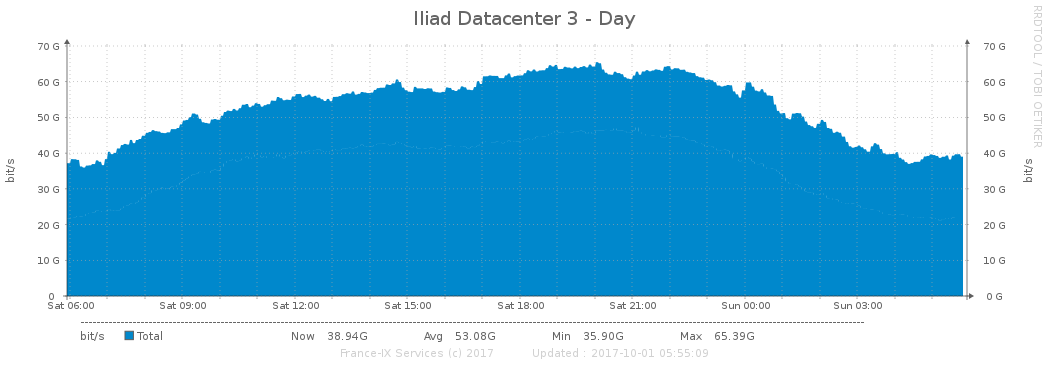 Iliad Datacenter 3 - Day
RRDTOOL / TOBI OETIKER
70 G 70 G
60 G 60 G
50 G 50 G
40 G 40 G
30 G 30 G
20 G 20 G
10 G 10 G
0 0 G
bit/s bit/s
Sat 06:00 Sat 09:00 Sat 12:00 Sat 15:00 Sat 18:00 Sat 21:00 Sun 00:00 Sun 03:00
bit/s Total Now 38.94G Avg 53.08G Min 35.90G Max 65.39G
France-IX Services (c) 2017 Updated : 2017-10-01 05:55:09